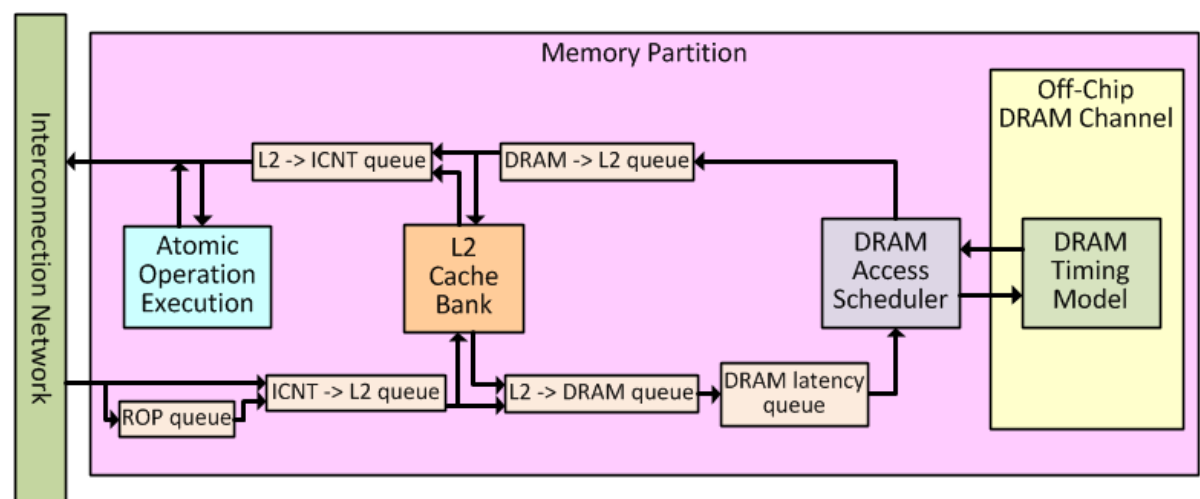 Memory Partition
Interconnection Network
Off-Chip
DRAM Channel
L2 -> ICNT queue
DRAM -> L2 queue
Atomic
Operation
Execution
L2
Cache
Bank
DRAM
Access
Scheduler
DRAM
Timing
Model
ICNT -> L2 queue
ROP queue
L2 -> DRAM queue
DRAM latency
queue